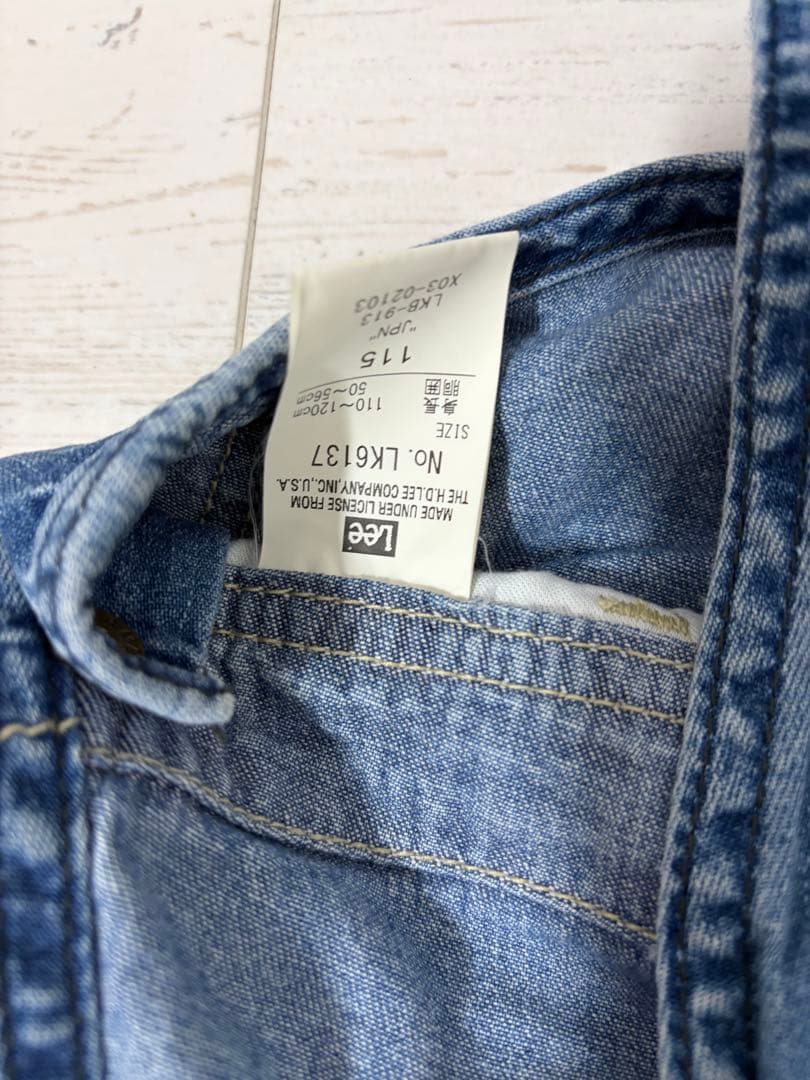 Lee
MADE UNDER LICENSE FROM
THE H.D. LEE COMPANY, INC., U.S.A.
No. LK6137
SIZE
身長 110〜120cm
胴囲 50〜56cm
115
"JPN"
LKB-913
X03-02103